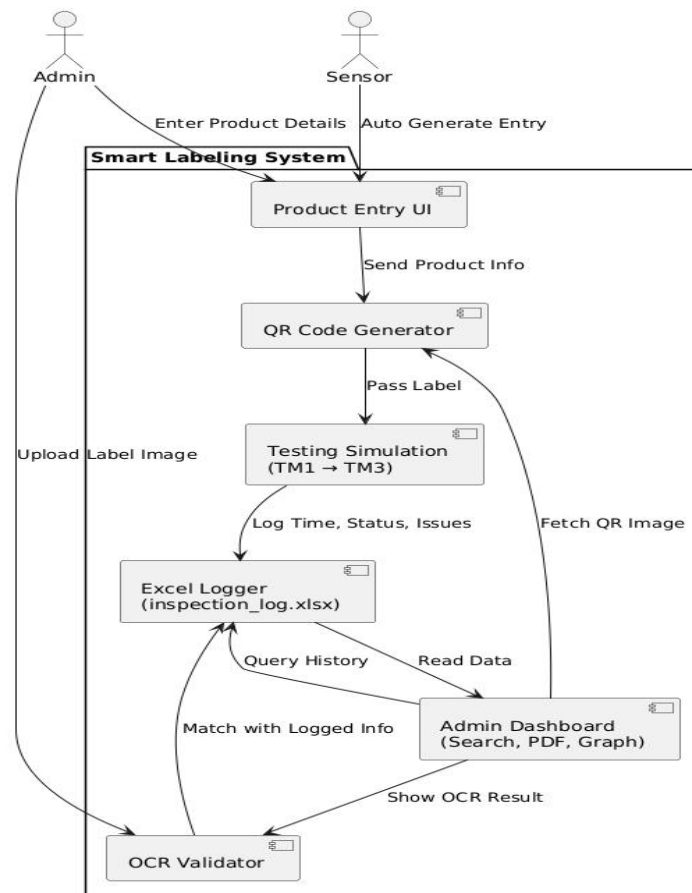 Admin
Sensor
Enter Product Details
Auto Generate Entry
Smart Labeling System
Product Entry UI
Send Product Info
QR Code Generator
Pass Label
Upload Label Image
Testing Simulation
(TM1 → TM3)
Log Time, Status, Issues
Fetch QR Image
Excel Logger
(inspection_log.xlsx)
Query History
Read Data
Match with Logged Info
Admin Dashboard
(Search, PDF, Graph)
Show OCR Result
OCR Validator